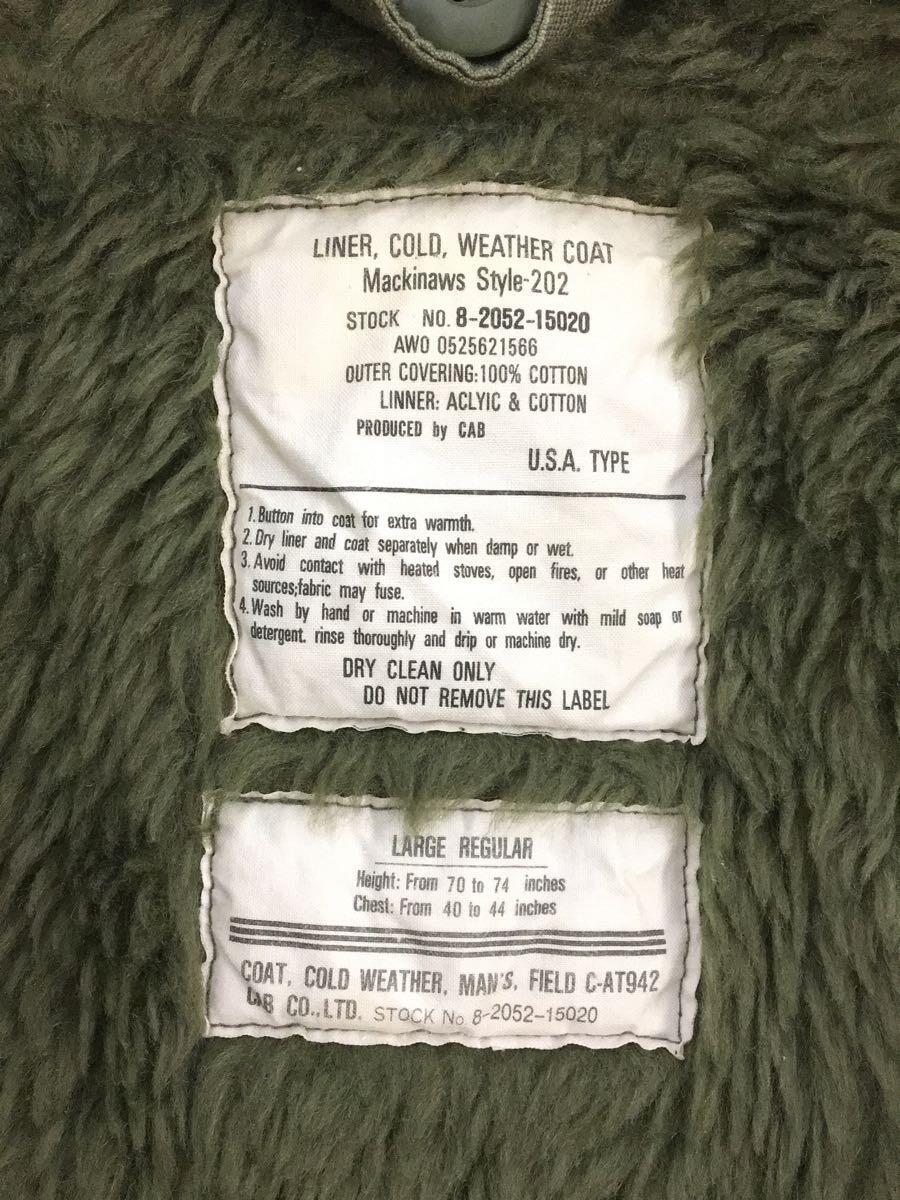 LINER, COLD, WEATHER COAT
Mackinaws Style-202
STOCK NO. 8-2052-15020
AWO 0525621566
OUTER COVERING:100% COTTON
LINNER: ACLYIC & COTTON
PRODUCED by CAB
U.S.A. TYPE
1. Button into coat for extra warmth.
2. Dry liner and coat separately when damp or wet.
3. Avoid contact with heated stoves, open fires, or other heat
sources;fabric may fuse.
4. Wash by hand or machine in warm water with mild soap or
detergent. rinse thoroughly and drip or machine dry.
DRY CLEAN ONLY
DO NOT REMOVE THIS LABEL
LARGE REGULAR
Height: From 70 to 74 inches
Chest: From 40 to 44 inches
COAT, COLD WEATHER, MAN'S, FIELD C-AT942
CAB CO.,LTD. STOCK No. 8-2052-15020